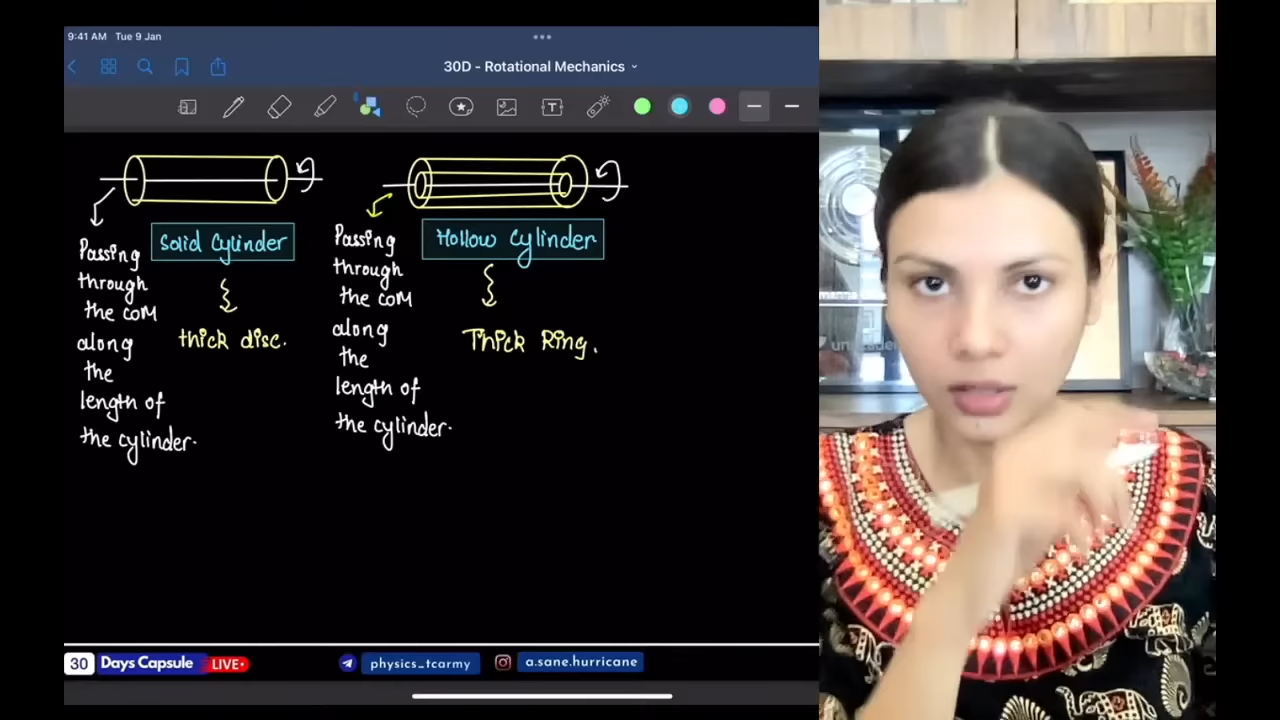 9:41 AM Tue 9 Jan
30D - Rotational Mechanics
Solid Cylinder
Passing
through
the COM
along
the
length of
the cylinder.
thick disc.
Hollow Cylinder
Passing
through
the COM
along
the
length of
the cylinder.
Thick Ring.
30 Days Capsule LIVE
physics_tcarmy
a.sane.hurricane